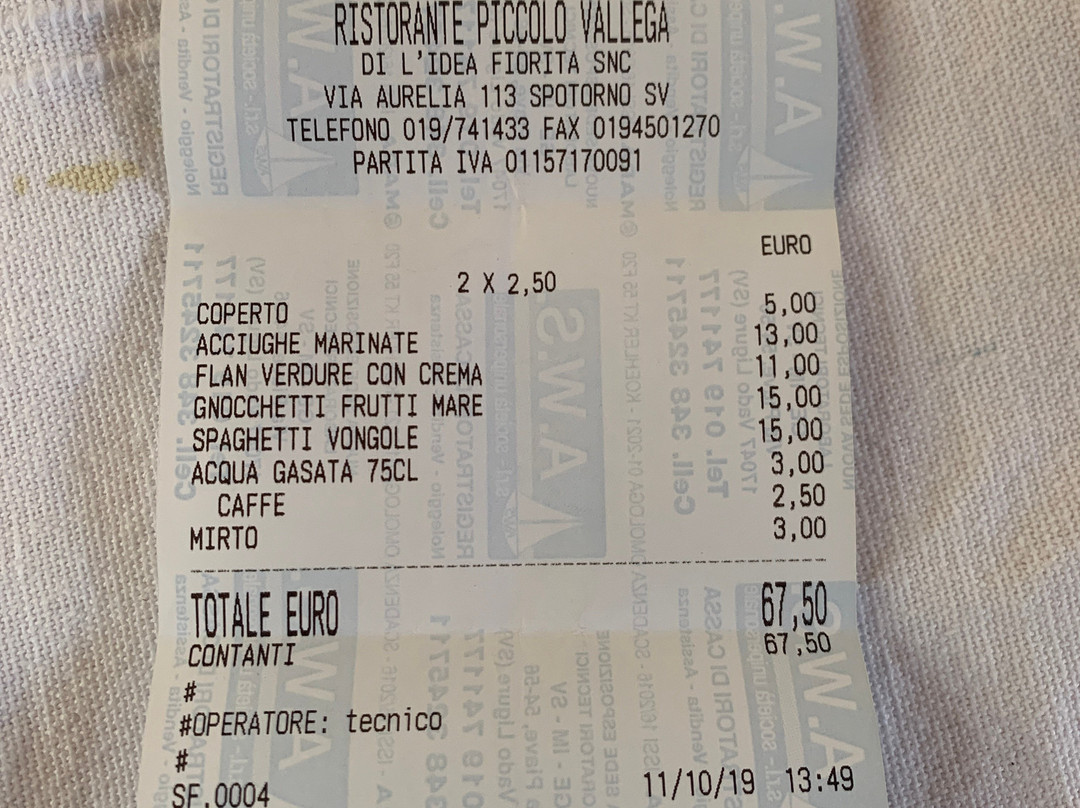 RISTORANTE PICCOLO VALLEGA
DI L'IDEA FIORITA SNC
VIA AURELIA 113 SPOTORNO SV
TELEFONO 019/741433 FAX 0194501270
PARTITA IVA 01157170091
EURO
2 X 2,50
COPERTO 5,00
ACCIUGHE MARINATE 13,00
FLAN VERDURE CON CREMA 11,00
GNOCCHETTI FRUTTI MARE 15,00
SPAGHETTI VONGOLE 15,00
ACQUA GASATA 75CL 3,00
CAFFE 2,50
MIRTO 3,00
TOTALE EURO 67,50
CONTANTI 67,50
#
#OPERATORE: tecnico
#
SF.0004 11/10/19 13:49